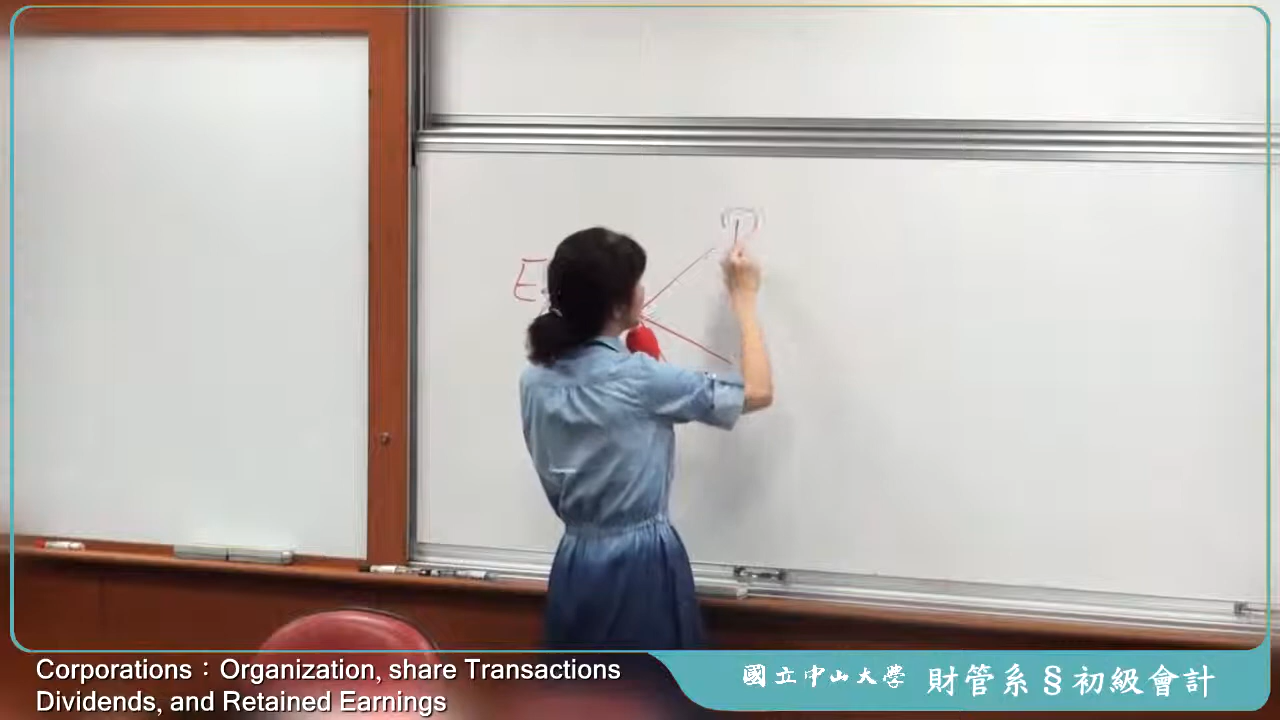 E
Corporations：Organization, share Transactions
Dividends, and Retained Earnings
國立中山大學 財管系§初級會計